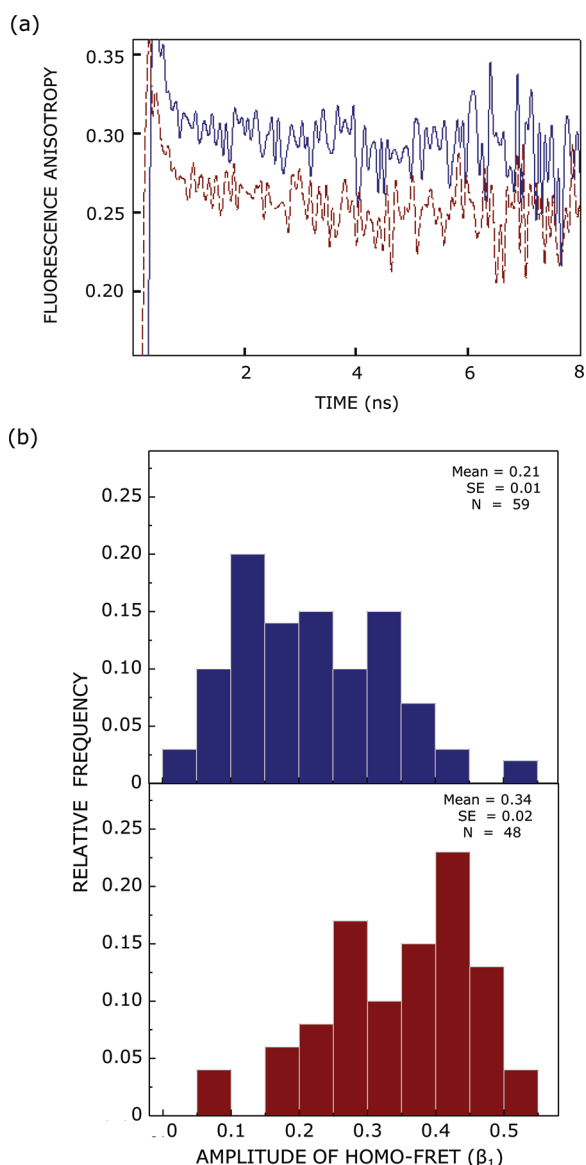 (a)
FLUORESCENCE ANISOTROPY
0.35
0.30
0.25
0.20
2 4 6 8
TIME (ns)
(b)
RELATIVE FREQUENCY
Mean = 0.21
SE = 0.01
N = 59
0.25
0.20
0.15
0.10
0.05
0
Mean = 0.34
SE = 0.02
N = 48
0.25
0.20
0.15
0.10
0.05
0
.0 0.1 0.2 0.3 0.4 0.5
AMPLITUDE OF HOMO-FRET (β₁)